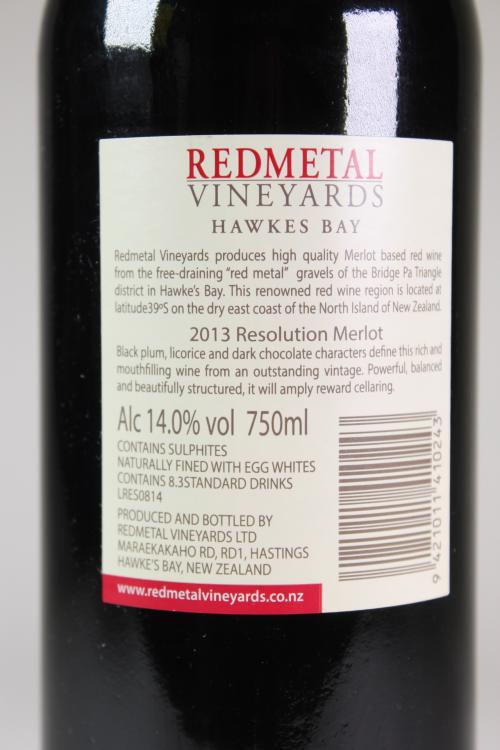 REDMETAL
VINEYARDS
HAWKES BAY
Redmetal Vineyards produces high quality Merlot based red wine
from the free-draining "red metal" gravels of the Bridge Pa Triangle
district in Hawke's Bay. This renowned red wine region is located at
latitude39ºS on the dry east coast of the North Island of New Zealand.
2013 Resolution Merlot
Black plum, licorice and dark chocolate characters define this rich and
mouthfilling wine from an outstanding vintage. Powerful, balanced
and beautifully structured, it will amply reward cellaring.
Alc 14.0% vol 750ml
CONTAINS SULPHITES
NATURALLY FINED WITH EGG WHITES
CONTAINS 8.3STANDARD DRINKS
LRES0814
PRODUCED AND BOTTLED BY
REDMETAL VINEYARDS LTD
MARAEKAKAHO RD, RD1, HASTINGS
HAWKE'S BAY, NEW ZEALAND
www.redmetalvineyards.co.nz
9 421011 410243